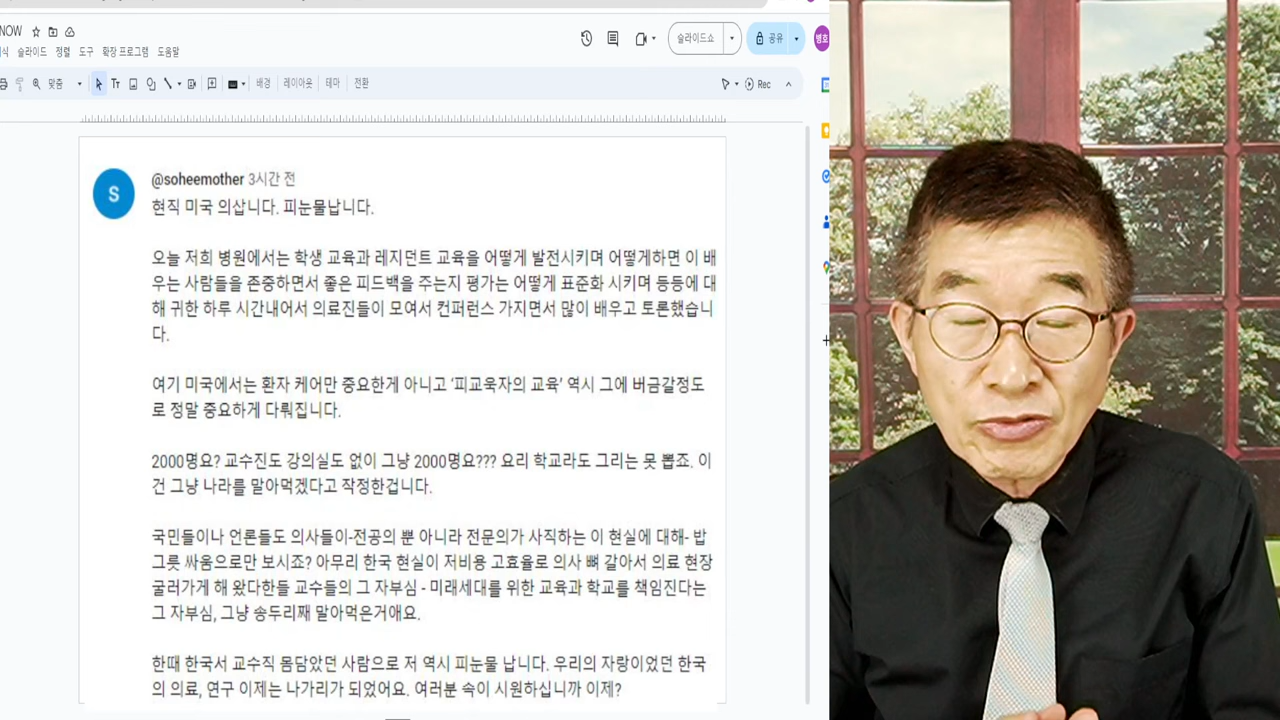 NOW
슬라이드 정렬 도구 확장 프로그램 도움말
슬라이드쇼
공유
병호
맞춤
Tт
배경 레이아웃 테마 전환
Rec
S
@soheemother 3시간 전
현직 미국 의삽니다. 피눈물납니다.
오늘 저희 병원에서는 학생 교육과 레지던트 교육을 어떻게 발전시키며 어떻게하면 이 배
우는 사람들을 존중하면서 좋은 피드백을 주는지 평가는 어떻게 표준화 시키며 등등에 대
해 귀한 하루 시간내어서 의료진들이 모여서 컨퍼런스 가지면서 많이 배우고 토론했습니
다.
여기 미국에서는 환자 케어만 중요한게 아니고 ‘피교욱자의 교육’ 역시 그에 버금갈정도
로 정말 중요하게 다뤄집니다.
2000명요? 교수진도 강의실도 없이 그냥 2000명요??? 요리 학교라도 그리는 못 뽑죠. 이
건 그냥 나라를 말아먹겠다고 작정한겁니다.
국민들이나 언론들도 의사들이-전공의 뿐 아니라 전문의가 사직하는 이 현실에 대해- 밥
그릇 싸움으로만 보시죠? 아무리 한국 현실이 저비용 고효율로 의사 뼈 갈아서 의료 현장
굴러가게 해 왔다한들 교수들의 그 자부심 - 미래세대를 위한 교육과 학교를 책임진다는
그 자부심, 그냥 송두리째 말아먹은거애요.
한때 한국서 교수직 몸담았던 사람으로 저 역시 피눈물 납니다. 우리의 자랑이었던 한국
의 의료, 연구 이제는 나가리가 되었어요. 여러분 속이 시원하십니까 이제?